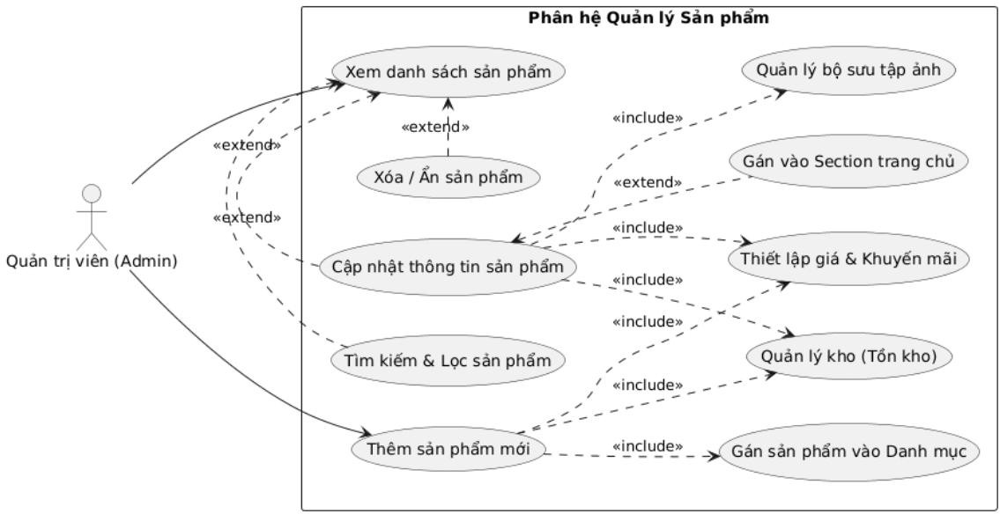 Phân hệ Quản lý Sản phẩm
Xem danh sách sản phẩm
Quản lý bộ sưu tập ảnh
«include»
«extend»
«extend»
Gán vào Section trang chủ
Xóa / Ẩn sản phẩm
«extend»
«extend»
«include»
Quản trị viên (Admin)
Cập nhật thông tin sản phẩm
Thiết lập giá & Khuyến mãi
«include»
«include»
Tìm kiếm & Lọc sản phẩm
Quản lý kho (Tồn kho)
«include»
Thêm sản phẩm mới
«include»
Gán sản phẩm vào Danh mục